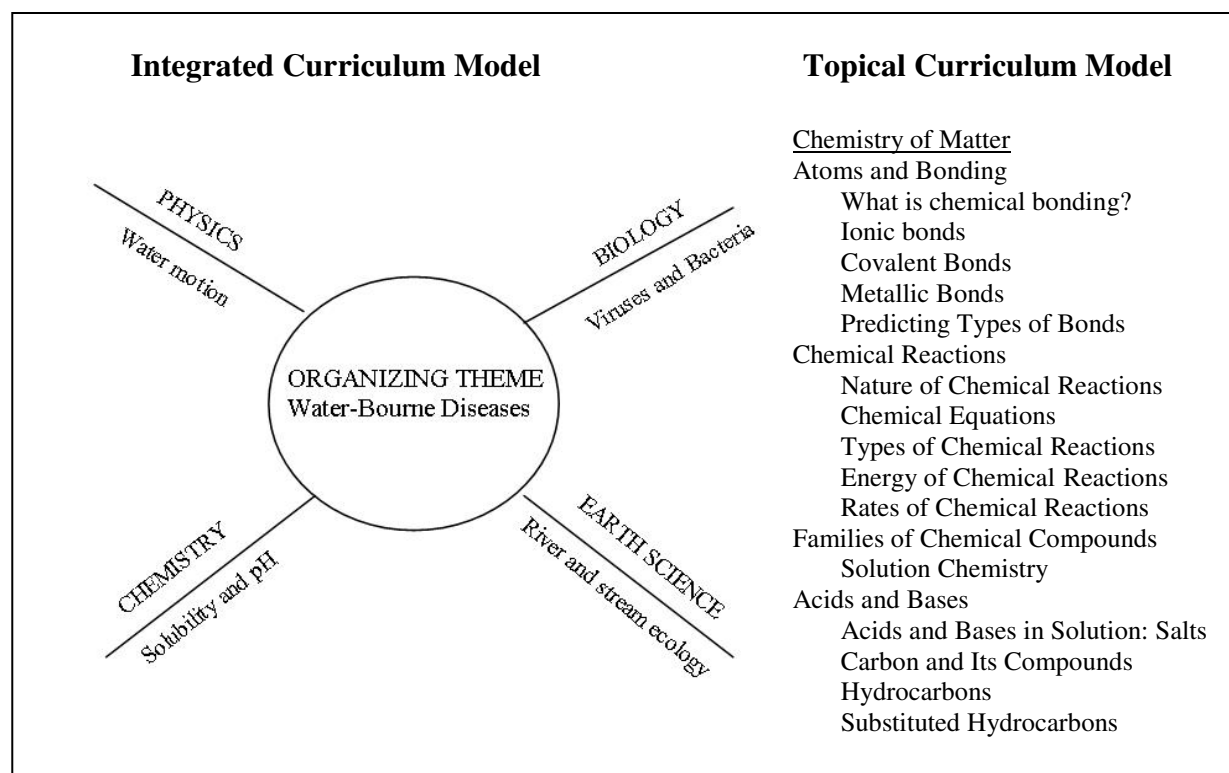 Integrated Curriculum Model
PHYSICS
Water motion
BIOLOGY
Viruses and Bacteria
ORGANIZING THEME
Water-Bourne Diseases
CHEMISTRY
Solubility and pH
EARTH SCIENCE
River and stream ecology
Topical Curriculum Model
Chemistry of Matter
Atoms and Bonding
What is chemical bonding?
Ionic bonds
Covalent Bonds
Metallic Bonds
Predicting Types of Bonds
Chemical Reactions
Nature of Chemical Reactions
Chemical Equations
Types of Chemical Reactions
Energy of Chemical Reactions
Rates of Chemical Reactions
Families of Chemical Compounds
Solution Chemistry
Acids and Bases
Acids and Bases in Solution: Salts
Carbon and Its Compounds
Hydrocarbons
Substituted Hydrocarbons